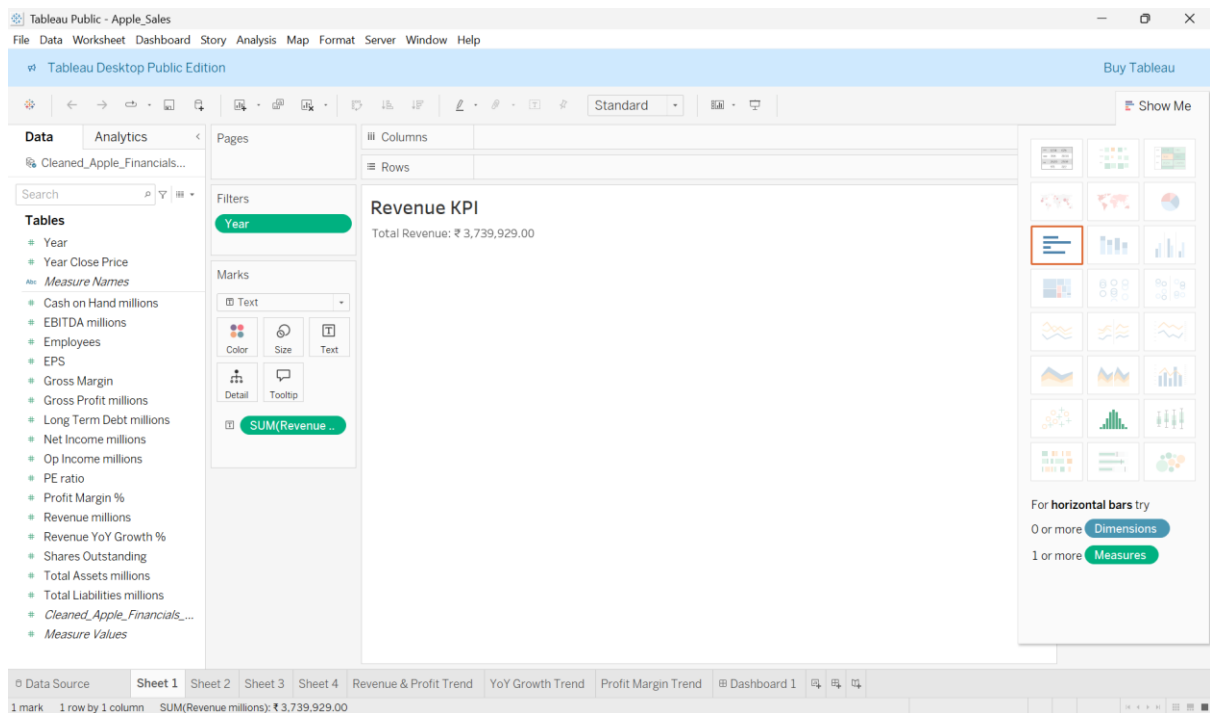 Tableau Public - Apple_Sales
File Data Worksheet Dashboard Story Analysis Map Format Server Window Help
Tableau Desktop Public Edition
Buy Tableau
Standard
Show Me
Data Analytics
Cleaned_Apple_Financials...
Search
Tables
Year
Year Close Price
Abc Measure Names
Cash on Hand millions
EBITDA millions
Employees
EPS
Gross Margin
Gross Profit millions
Long Term Debt millions
Net Income millions
Op Income millions
PE ratio
Profit Margin %
Revenue millions
Revenue YoY Growth %
Shares Outstanding
Total Assets millions
Total Liabilities millions
Cleaned_Apple_Financials_...
Measure Values
Pages
Filters
Year
Marks
Text
Color Size Text
Detail Tooltip
SUM(Revenue ..
Columns
Rows
Revenue KPI
Total Revenue: ₹ 3,739,929.00
For horizontal bars try
0 or more Dimensions
1 or more Measures
Data Source Sheet 1 Sheet 2 Sheet 3 Sheet 4 Revenue & Profit Trend YoY Growth Trend Profit Margin Trend Dashboard 1
1 mark 1 row by 1 column SUM(Revenue millions): ₹ 3,739,929.00